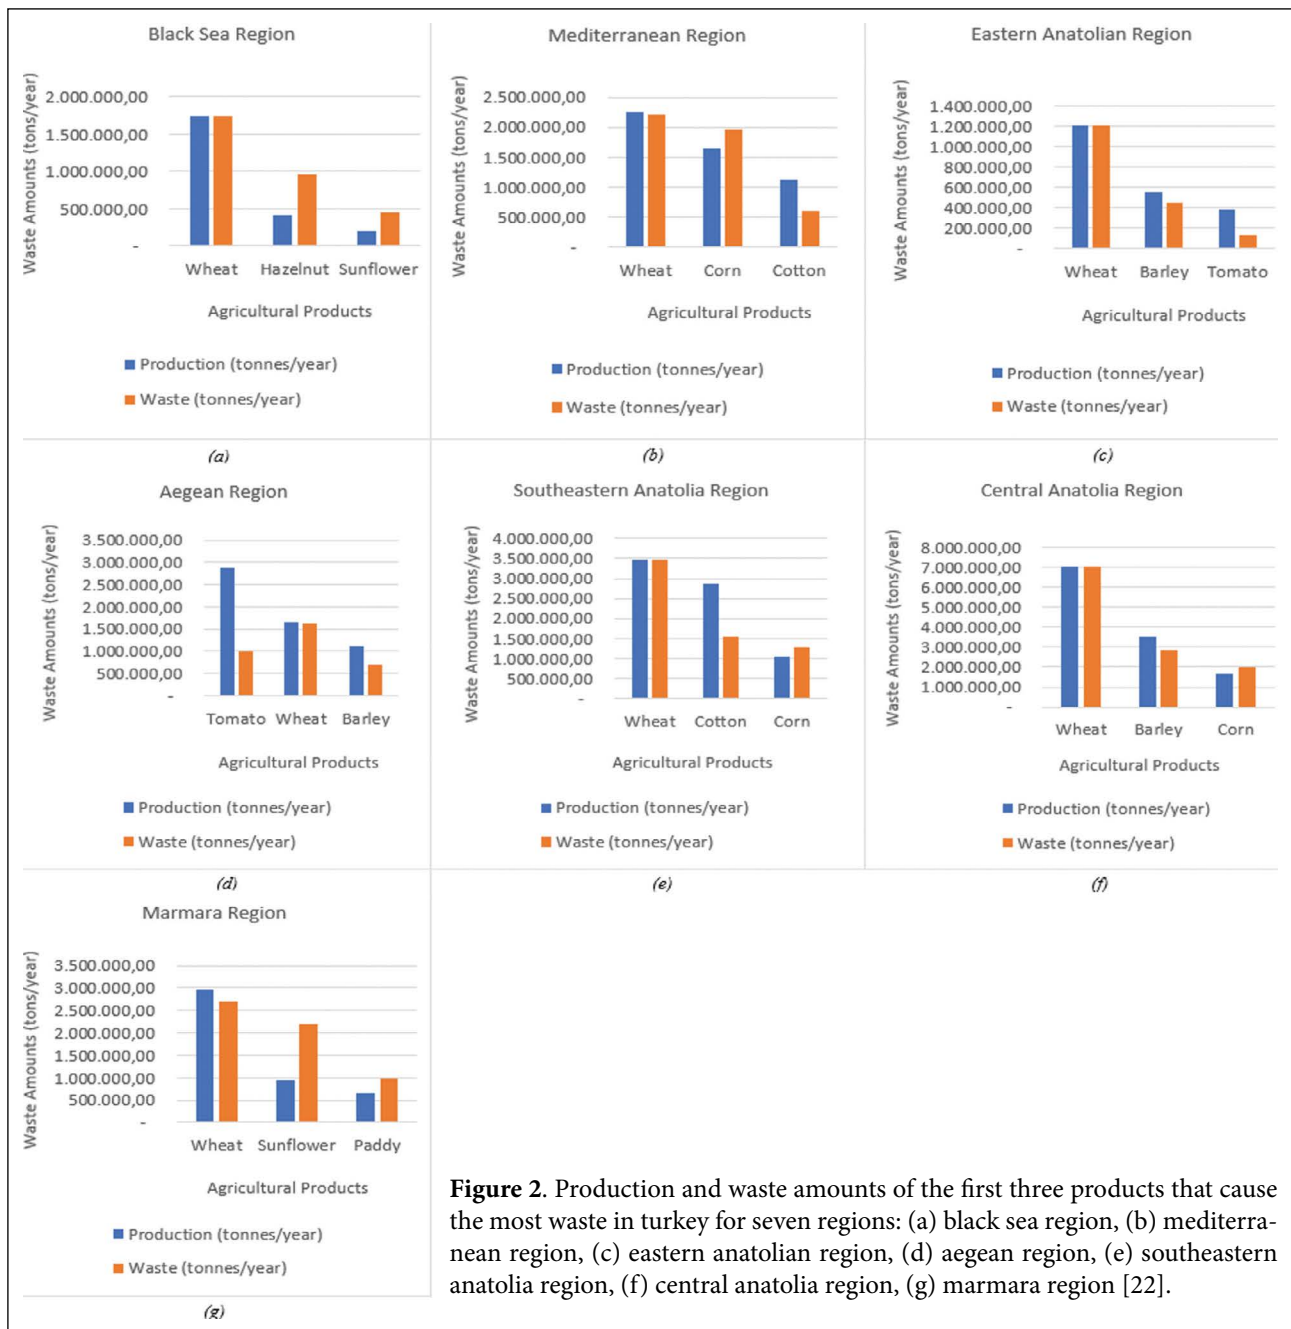 Black Sea Region
Waste Amounts (tons/year)
2.000.000,00
1.500.000,00
1.000.000,00
500.000,00
-
Wheat Hazelnut Sunflower
Agricultural Products
Production (tonnes/year)
Waste (tonnes/year)
(a)
Mediterranean Region
Waste Amounts (tons/year)
2.500.000,00
2.000.000,00
1.500.000,00
1.000.000,00
500.000,00
-
Wheat Corn Cotton
Agricultural Products
Production (tonnes/year)
Waste (tonnes/year)
(b)
Eastern Anatolian Region
Waste Amounts (tons/year)
1.400.000,00
1.200.000,00
1.000.000,00
800.000,00
600.000,00
400.000,00
200.000,00
-
Wheat Barley Tomato
Agricultural Products
Production (tonnes/year)
Waste (tonnes/year)
(c)
Aegean Region
Waste Amounts (tons/year)
3.500.000,00
3.000.000,00
2.500.000,00
2.000.000,00
1.500.000,00
1.000.000,00
500.000,00
-
Tomato Wheat Barley
Agricultural Products
Production (tonnes/year)
Waste (tonnes/year)
(d)
Southeastern Anatolia Region
Waste Amounts (tons/year)
4.000.000,00
3.500.000,00
3.000.000,00
2.500.000,00
2.000.000,00
1.500.000,00
1.000.000,00
500.000,00
-
Wheat Cotton Corn
Agricultural Products
Production (tonnes/year)
Waste (tonnes/year)
(e)
Central Anatolia Region
Waste Amounts (tons/year)
8.000.000,00
7.000.000,00
6.000.000,00
5.000.000,00
4.000.000,00
3.000.000,00
2.000.000,00
1.000.000,00
-
Wheat Barley Corn
Agricultural Products
Production (tonnes/year)
Waste (tonnes/year)
(f)
Marmara Region
Waste Amounts (tons/year)
3.500.000,00
3.000.000,00
2.500.000,00
2.000.000,00
1.500.000,00
1.000.000,00
500.000,00
-
Wheat Sunflower Paddy
Agricultural Products
Production (tonnes/year)
Waste (tonnes/year)
(g)
Figure 2. Production and waste amounts of the first three products that cause
the most waste in turkey for seven regions: (a) black sea region, (b) mediterra-
nean region, (c) eastern anatolian region, (d) aegean region, (e) southeastern
anatolia region, (f) central anatolia region, (g) marmara region [22].